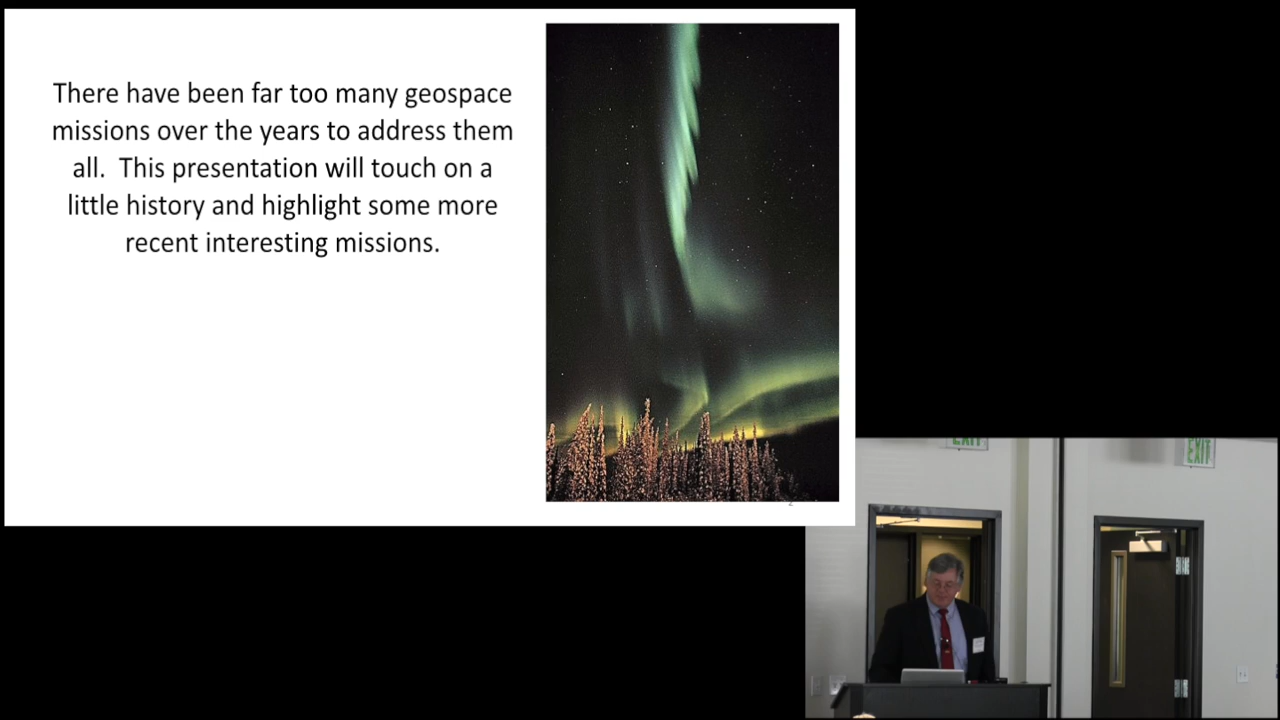 There have been far too many geospace
missions over the years to address them
all.  This presentation will touch on a
little history and highlight some more
recent interesting missions.
2
EXIT
EXIT